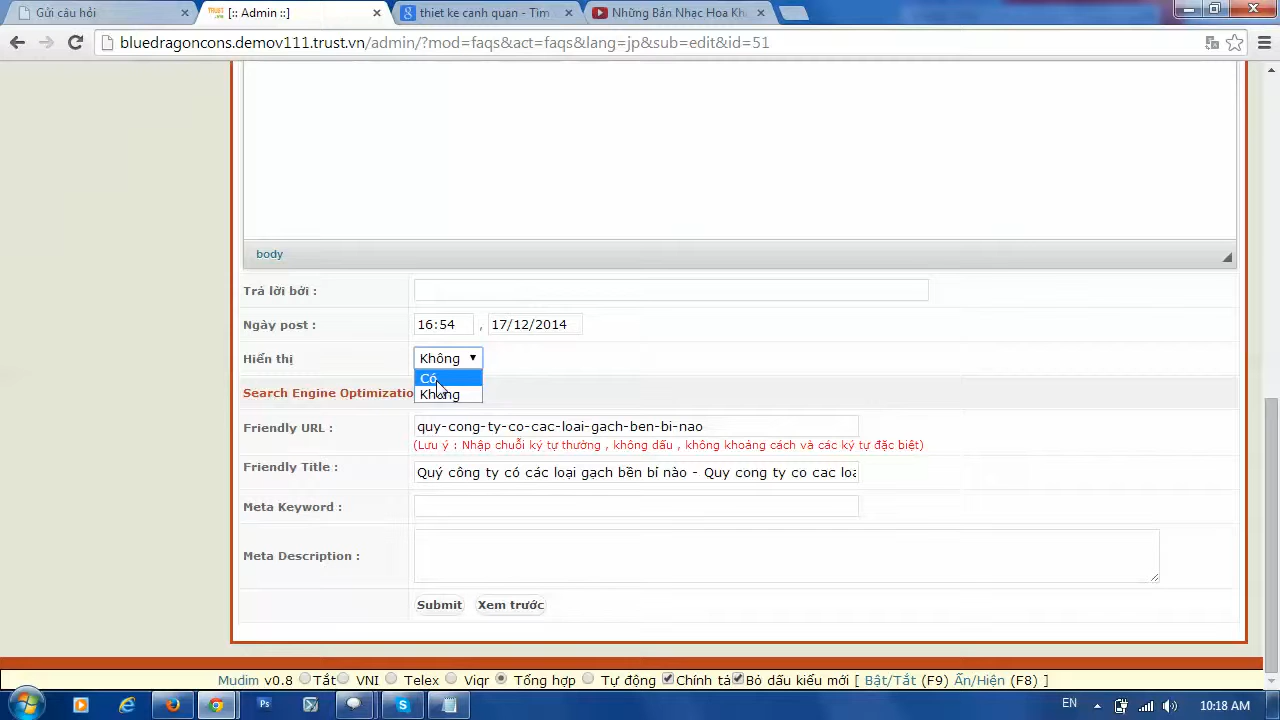 Gửi câu hỏi
TRUST.vn
[:: Admin ::]
thiet ke canh quan - Tim
Những Bản Nhạc Hoa Kh
bluedragoncons.demov111.trust.vn/admin/?mod=faqs&act=faqs&lang=jp&sub=edit&id=51
body
Trả lời bởi :
Ngày post : 16:54 , 17/12/2014
Hiển thị Không
Có
Không
Search Engine Optimizatio
Friendly URL : quy-cong-ty-co-cac-loai-gach-ben-bi-nao
(Lưu ý : Nhập chuỗi ký tự thường , không dấu , không khoảng cách và các ký tự đặc biệt)
Friendly Title : Quý công ty có các loại gạch bền bỉ nào - Quy cong ty co cac loa
Meta Keyword :
Meta Description :
Submit Xem trước
Mudim v0.8 Tắt VNI Telex Viqr Tổng hợp Tự động Chính tả Bỏ dấu kiểu mới [ Bật/Tắt (F9) Ẩn/Hiện (F8) ]
Ps
EN 10:18 AM